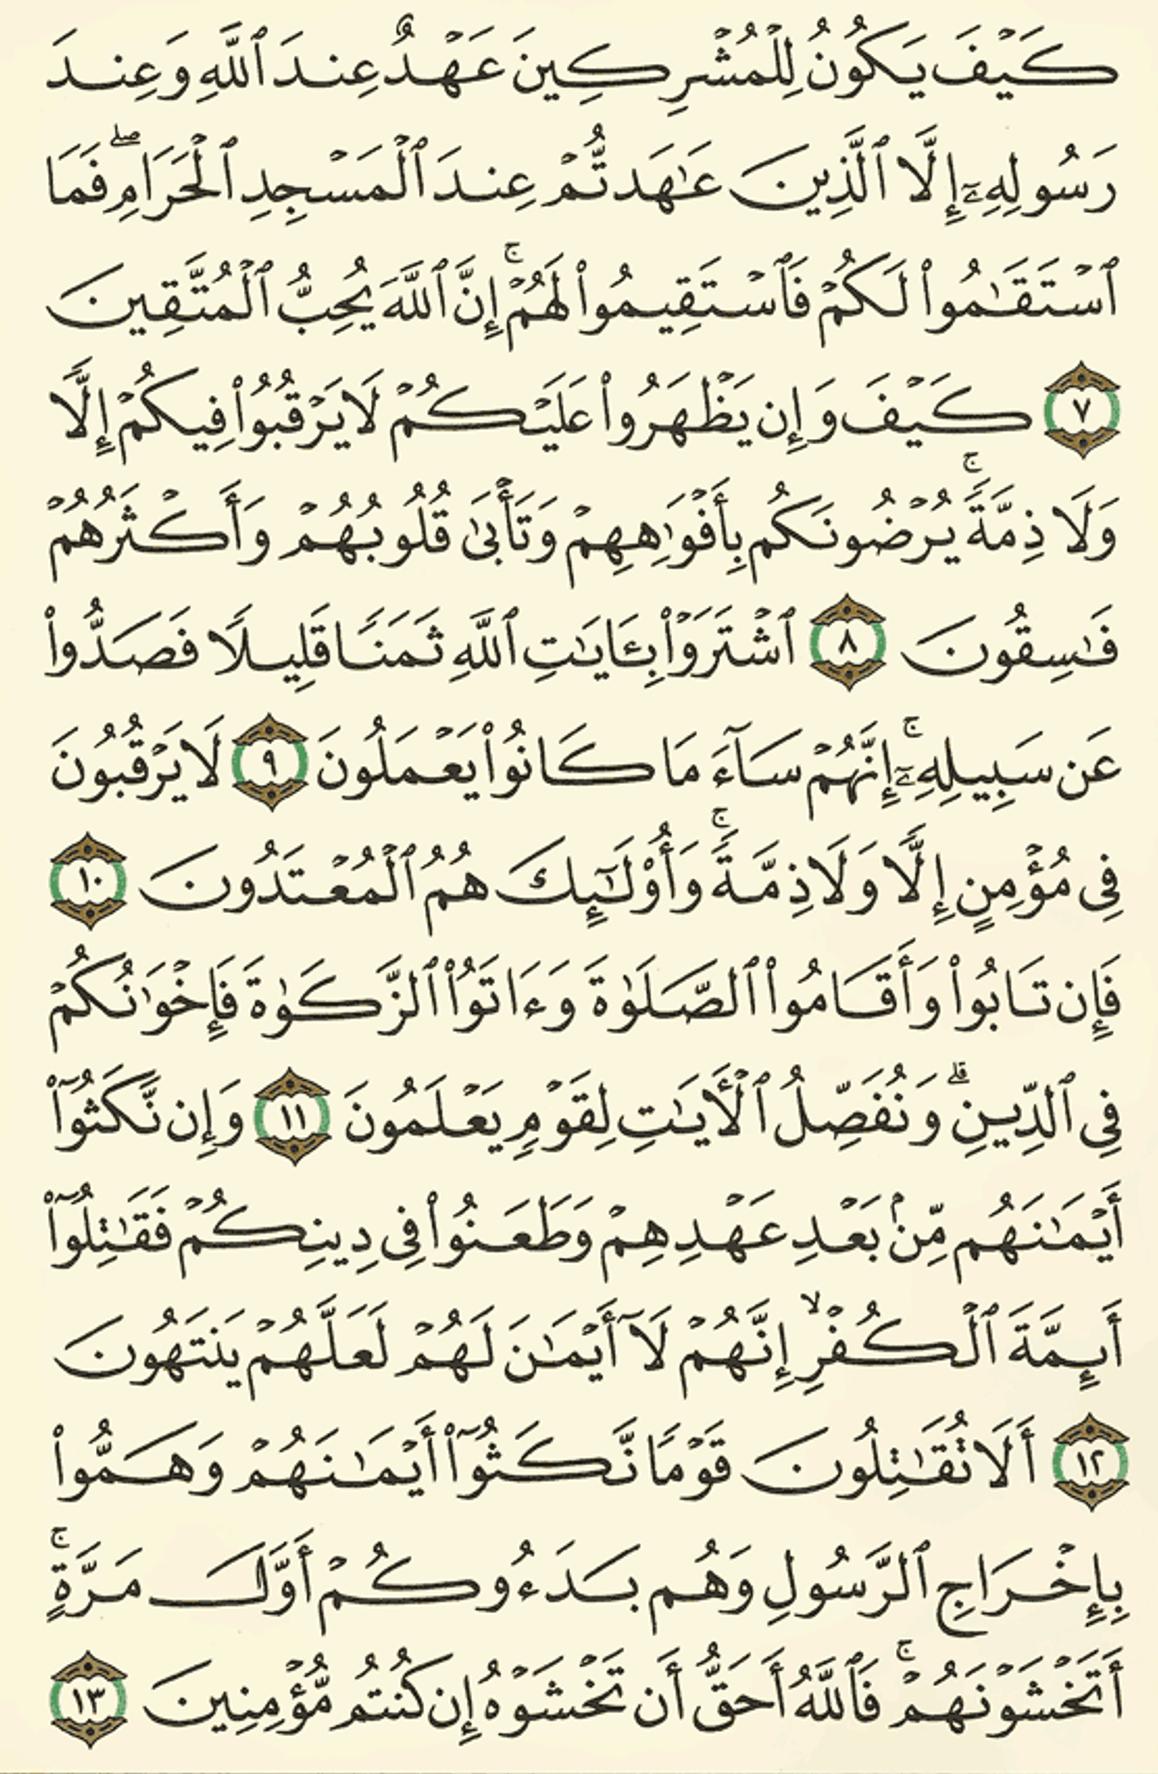 كَيْفَ يَكُونُ لِلْمُشْرِكِينَ عَهْدٌ عِندَ ٱللَّهِ وَعِندَ
رَسُولِهِۦٓ إِلَّا ٱلَّذِينَ عَـٰهَدتُّمْ عِندَ ٱلْمَسْجِدِ ٱلْحَرَامِ ۖ فَمَا
ٱسْتَقَـٰمُوا۟ لَكُمْ فَٱسْتَقِيمُوا۟ لَهُمْ ۚ إِنَّ ٱللَّهَ يُحِبُّ ٱلْمُتَّقِينَ
٧ كَيْفَ وَإِن يَظْهَرُوا۟ عَلَيْكُمْ لَا يَرْقُبُوا۟ فِيكُمْ إِلًّا
وَلَا ذِمَّةً ۚ يُرْضُونَكُم بِأَفْوَٰهِهِمْ وَتَأْبَىٰ قُلُوبُهُمْ وَأَكْثَرُهُمْ
فَـٰسِقُونَ ٨ ٱشْتَرَوْا۟ بِـَٔايَـٰتِ ٱللَّهِ ثَمَنًا قَلِيلًا فَصَدُّوا۟
عَن سَبِيلِهِۦٓ ۚ إِنَّهُمْ سَآءَ مَا كَانُوا۟ يَعْمَلُونَ ٩ لَا يَرْقُبُونَ
فِى مُؤْمِنٍ إِلًّا وَلَا ذِمَّةً ۚ وَأُو۟لَـٰٓئِكَ هُمُ ٱلْمُعْتَدُونَ ١٠
فَإِن تَابُوا۟ وَأَقَامُوا۟ ٱلصَّلَوٰةَ وَءَاتَوُا۟ ٱلزَّكَوٰةَ فَإِخْوَٰنُكُمْ
فِى ٱلدِّينِ ۗ وَنُفَصِّلُ ٱلْـَٔايَـٰتِ لِقَوْمٍ يَعْلَمُونَ ١١ وَإِن نَّكَثُوٓا۟
أَيْمَـٰنَهُم مِّنۢ بَعْدِ عَهْدِهِمْ وَطَعَنُوا۟ فِى دِينِكُمْ فَقَـٰتِلُوٓا۟
أَئِمَّةَ ٱلْكُفْرِ ۙ إِنَّهُمْ لَآ أَيْمَـٰنَ لَهُمْ لَعَلَّهُمْ يَنتَهُونَ
١٢ أَلَا تُقَـٰتِلُونَ قَوْمًا نَّكَثُوٓا۟ أَيْمَـٰنَهُمْ وَهَمُّوا۟
بِإِخْرَاجِ ٱلرَّسُولِ وَهُم بَدَءُوكُمْ أَوَّلَ مَرَّةٍ ۚ
أَتَخْشَوْنَهُمْ ۚ فَٱللَّهُ أَحَقُّ أَن تَخْشَوْهُ إِن كُنتُم مُّؤْمِنِينَ ١٣